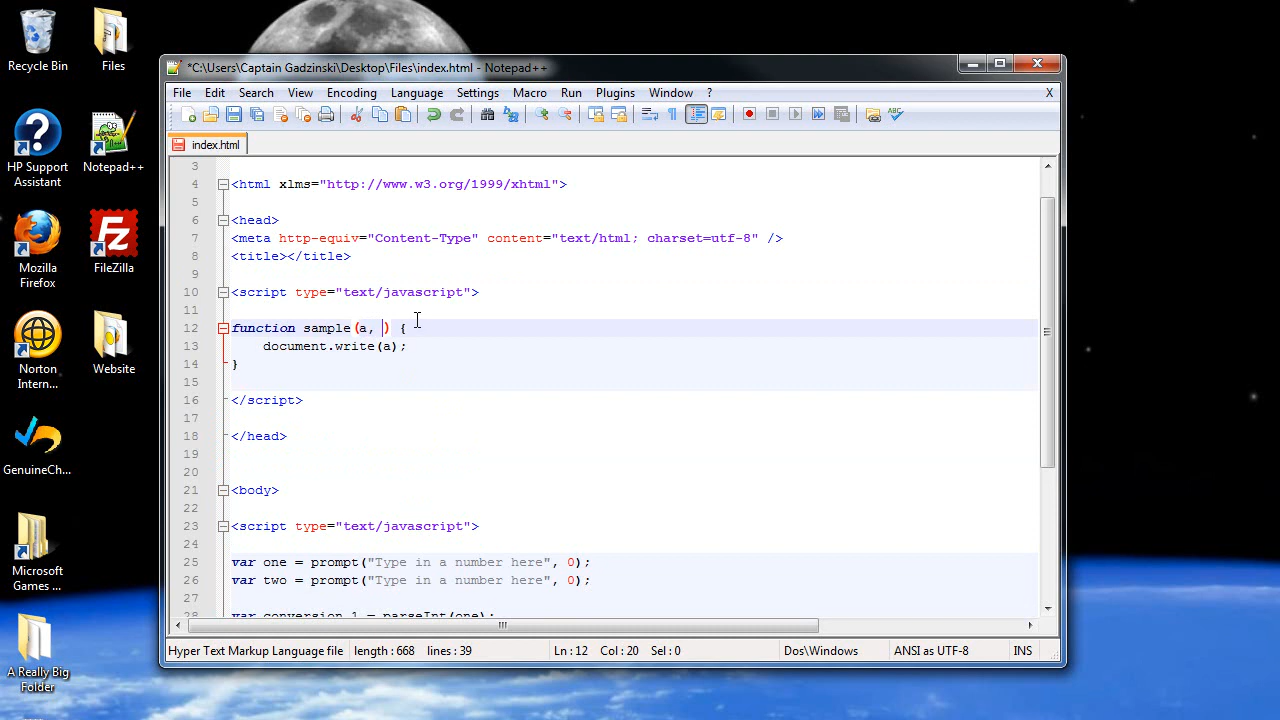 Recycle Bin
Files
HP Support
Assistant
Notepad++
Mozilla
Firefox
FileZilla
Norton
Intern...
Website
GenuineCh...
Microsoft
Games ...
A Really Big
Folder
*C:\Users\Captain Gadzinski\Desktop\Files\index.html - Notepad++
File Edit Search View Encoding Language Settings Macro Run Plugins Window ? X
index.html
3
4 <html xlms="http://www.w3.org/1999/xhtml">
5
6 <head>
7 <meta http-equiv="Content-Type" content="text/html; charset=utf-8" />
8 <title></title>
9
10 <script type="text/javascript">
11
12 function sample(a, ) {
13 document.write(a);
14 }
15
16 </script>
17
18 </head>
19
20
21 <body>
22
23 <script type="text/javascript">
24
25 var one = prompt("Type in a number here", 0);
26 var two = prompt("Type in a number here", 0);
27
28 var conversion_1 = parseInt(one);
Hyper Text Markup Language file length : 668 lines : 39 Ln : 12 Col : 20 Sel : 0 Dos\Windows ANSI as UTF-8 INS